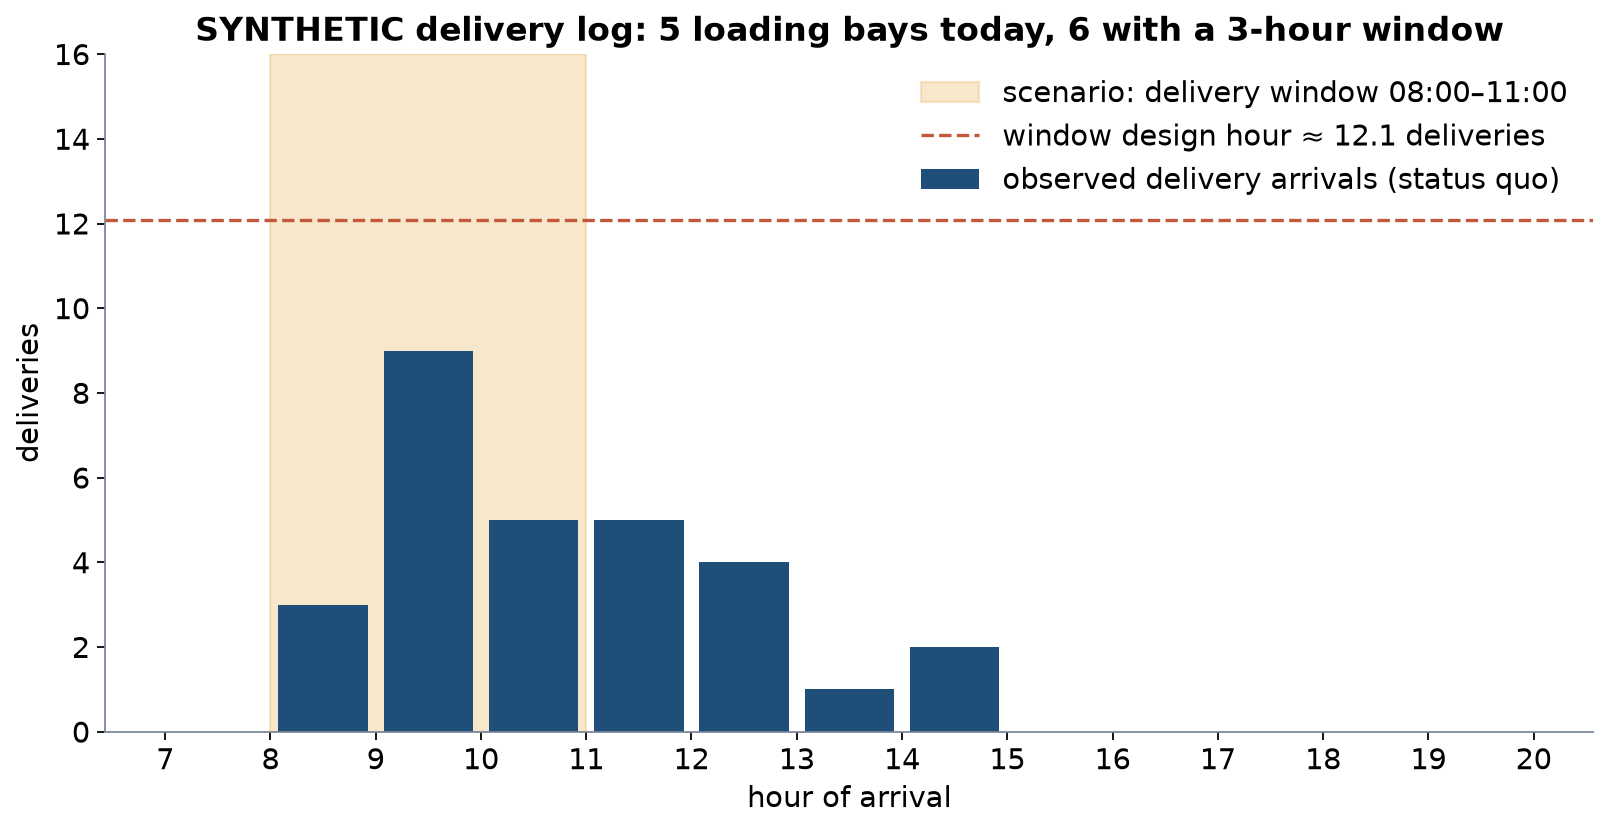 SYNTHETIC delivery log: 5 loading bays today, 6 with a 3-hour window
scenario: delivery window 08:00–11:00
window design hour ≈ 12.1 deliveries
observed delivery arrivals (status quo)
deliveries
16
14
12
10
8
6
4
2
0
7 8 9 10 11 12 13 14 15 16 17 18 19 20
hour of arrival